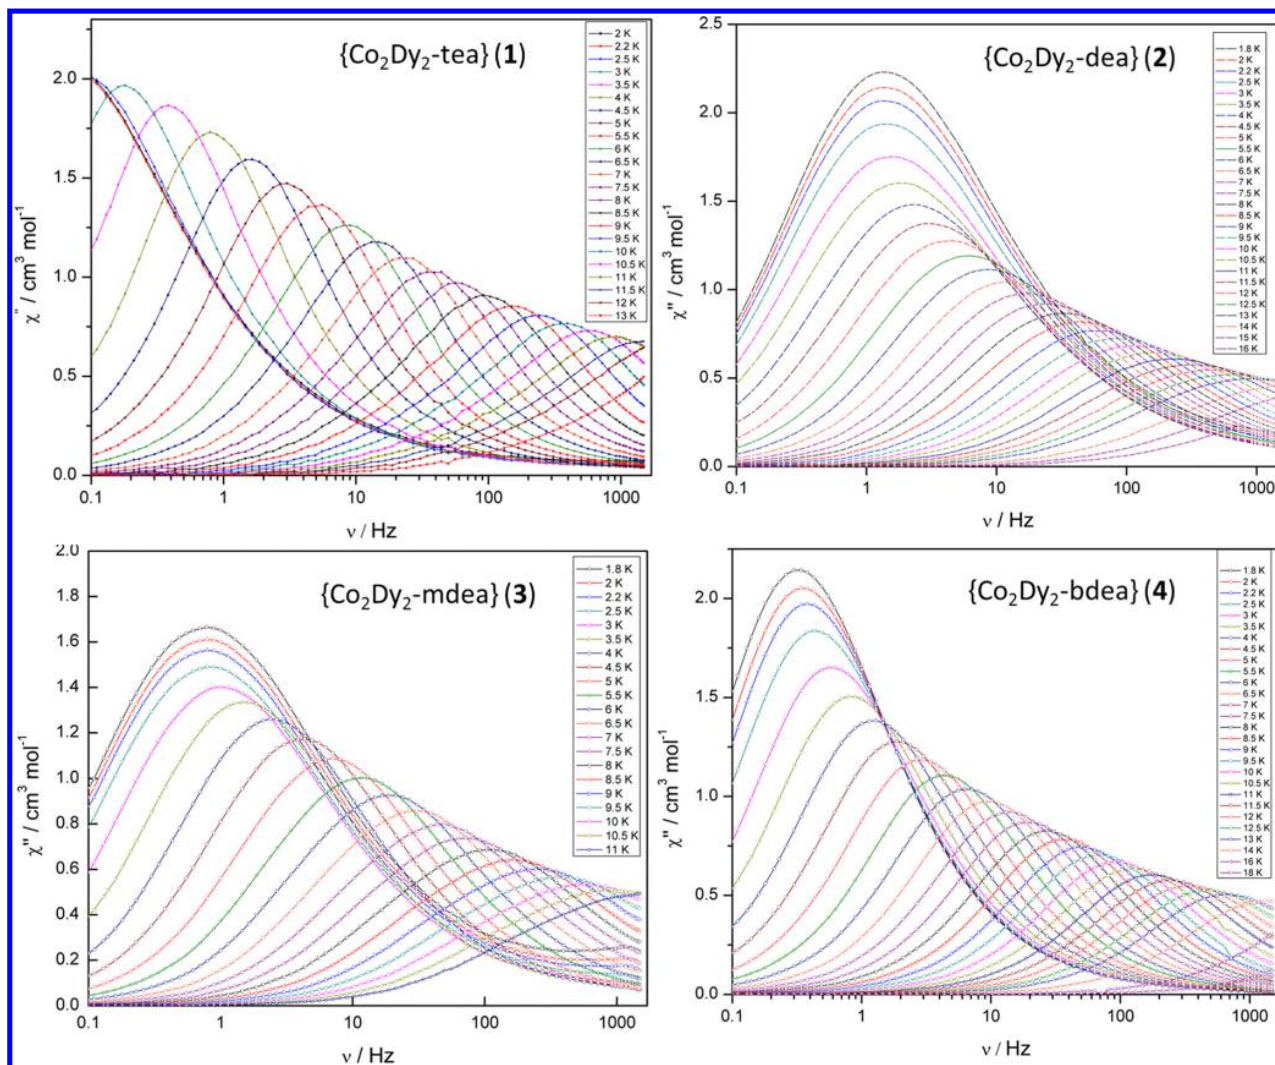 {Co₂Dy₂-tea} (1)
χ'' / cm³ mol⁻¹
2.0
1.5
1.0
0.5
0.0
0.1
1
10
100
1000
ν / Hz
2 K
2.2 K
2.5 K
3 K
3.5 K
4 K
4.5 K
5 K
5.5 K
6 K
6.5 K
7 K
7.5 K
8 K
8.5 K
9 K
9.5 K
10 K
10.5 K
11 K
11.5 K
12 K
13 K
{Co₂Dy₂-dea} (2)
χ'' / cm³ mol⁻¹
2.5
2.0
1.5
1.0
0.5
0.0
0.1
1
10
100
1000
ν / Hz
1.8 K
2 K
2.2 K
2.5 K
3 K
3.5 K
4 K
4.5 K
5 K
5.5 K
6 K
6.5 K
7 K
7.5 K
8 K
8.5 K
9 K
9.5 K
10 K
10.5 K
11 K
11.5 K
12 K
12.5 K
13 K
14 K
15 K
16 K
{Co₂Dy₂-mdea} (3)
χ'' / cm³ mol⁻¹
2.0
1.8
1.6
1.4
1.2
1.0
0.8
0.6
0.4
0.2
0.0
0.1
1
10
100
1000
ν / Hz
1.8 K
2 K
2.2 K
2.5 K
3 K
3.5 K
4 K
4.5 K
5 K
5.5 K
6 K
6.5 K
7 K
7.5 K
8 K
8.5 K
9 K
9.5 K
10 K
10.5 K
11 K
{Co₂Dy₂-bdea} (4)
χ'' / cm³ mol⁻¹
2.0
1.5
1.0
0.5
0.0
0.1
1
10
100
1000
ν / Hz
1.8 K
2 K
2.2 K
2.5 K
3 K
3.5 K
4 K
4.5 K
5 K
5.5 K
6 K
6.5 K
7 K
7.5 K
8 K
8.5 K
9 K
9.5 K
10 K
10.5 K
11 K
11.5 K
12 K
12.5 K
13 K
14 K
16 K
18 K